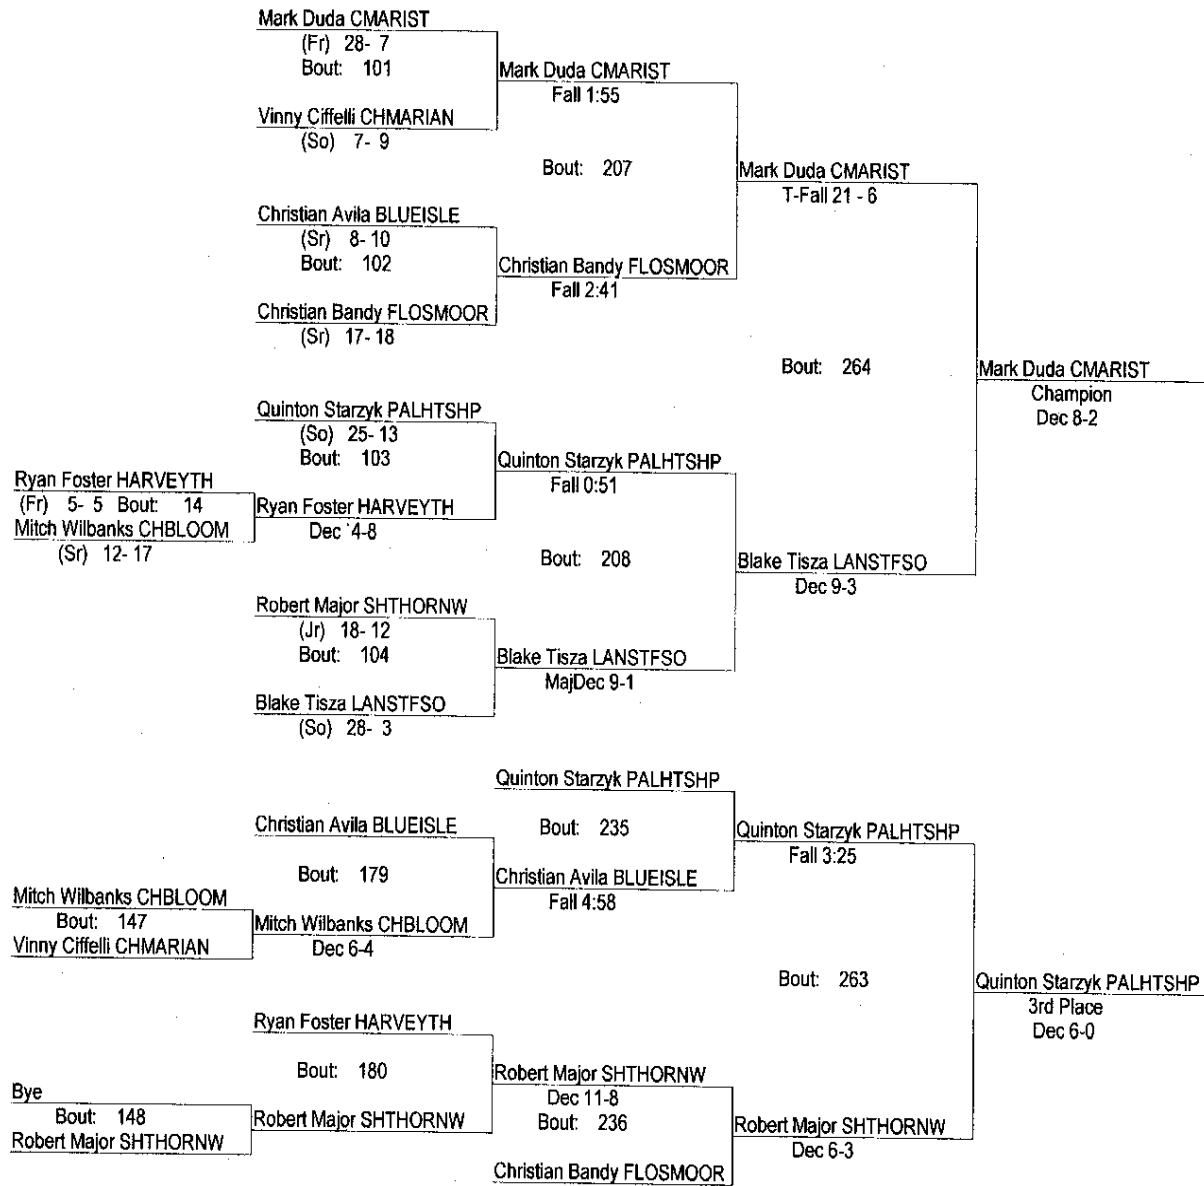 Mark Duda CMARIST
(Fr) 28- 7
Bout: 101
Vinny Ciffelli CHMARIAN
(So) 7- 9
Mark Duda CMARIST
Fall 1:55
Bout: 207
Christian Avila BLUEISLE
(Sr) 8- 10
Bout: 102
Christian Bandy FLOSMOOR
(Sr) 17- 18
Christian Bandy FLOSMOOR
Fall 2:41
Mark Duda CMARIST
T-Fall 21 - 6
Bout: 264
Mark Duda CMARIST
Champion
Dec 8-2
Quinton Starzyk PALHTSHP
(So) 25- 13
Bout: 103
Ryan Foster HARVEYTH
(Fr) 5- 5 Bout: 14
Mitch Wilbanks CHBLOOM
(Sr) 12- 17
Ryan Foster HARVEYTH
Dec 4-8
Quinton Starzyk PALHTSHP
Fall 0:51
Bout: 208
Robert Major SHTHORNW
(Jr) 18- 12
Bout: 104
Blake Tisza LANSTFSO
(So) 28- 3
Blake Tisza LANSTFSO
MajDec 9-1
Blake Tisza LANSTFSO
Dec 9-3
Quinton Starzyk PALHTSHP
Bout: 235
Christian Avila BLUEISLE
Bout: 179
Mitch Wilbanks CHBLOOM
Bout: 147
Vinny Ciffelli CHMARIAN
Mitch Wilbanks CHBLOOM
Dec 6-4
Christian Avila BLUEISLE
Fall 4:58
Quinton Starzyk PALHTSHP
Fall 3:25
Bout: 263
Quinton Starzyk PALHTSHP
3rd Place
Dec 6-0
Ryan Foster HARVEYTH
Bout: 180
Bye
Bout: 148
Robert Major SHTHORNW
Robert Major SHTHORNW
Robert Major SHTHORNW
Dec 11-8
Bout: 236
Christian Bandy FLOSMOOR
Robert Major SHTHORNW
Dec 6-3